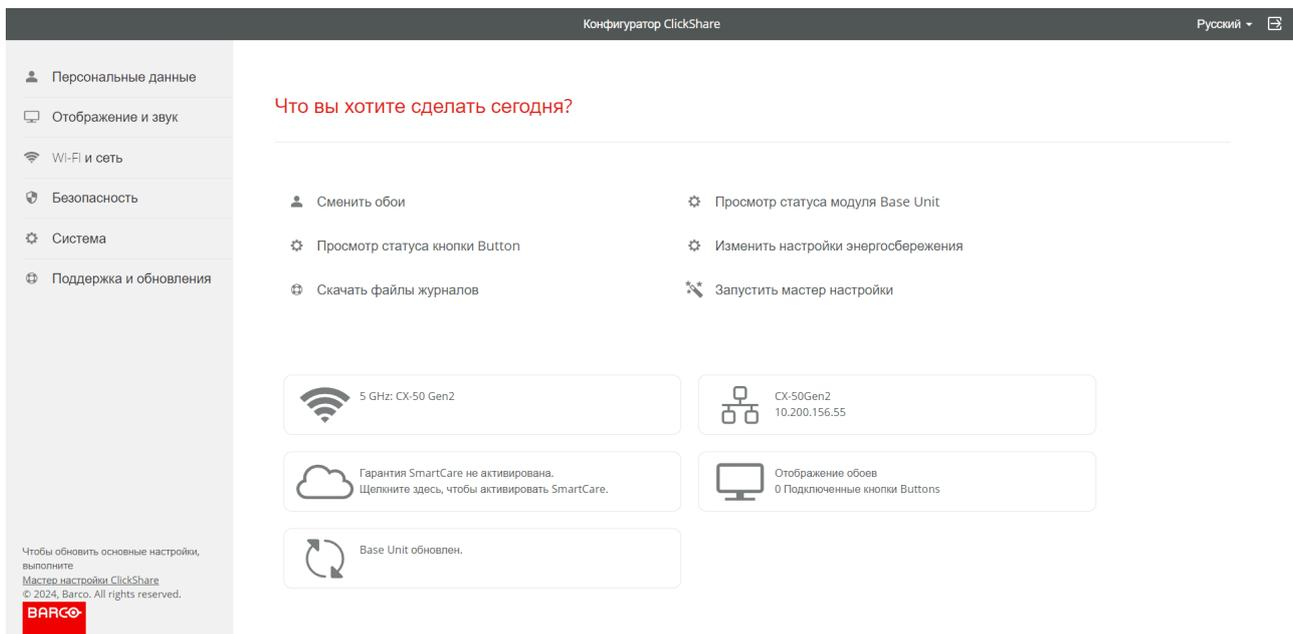 Конфигуратор ClickShare
Русский
Персональные данные
Отображение и звук
WI-FI и сеть
Безопасность
Система
Поддержка и обновления
Что вы хотите сделать сегодня?
Сменить обои
Просмотр статуса модуля Base Unit
Просмотр статуса кнопки Button
Изменить настройки энергосбережения
Скачать файлы журналов
Запустить мастер настройки
5 GHz: CX-50 Gen2
CX-50Gen2
10.200.156.55
Гарантия SmartCare не активирована.
Щелкните здесь, чтобы активировать SmartCare.
Отображение обоев
0 Подключенные кнопки Buttons
Base Unit обновлен.
Чтобы обновить основные настройки,
выполните
Мастер настройки ClickShare
© 2024, Barco. All rights reserved.
BARCO